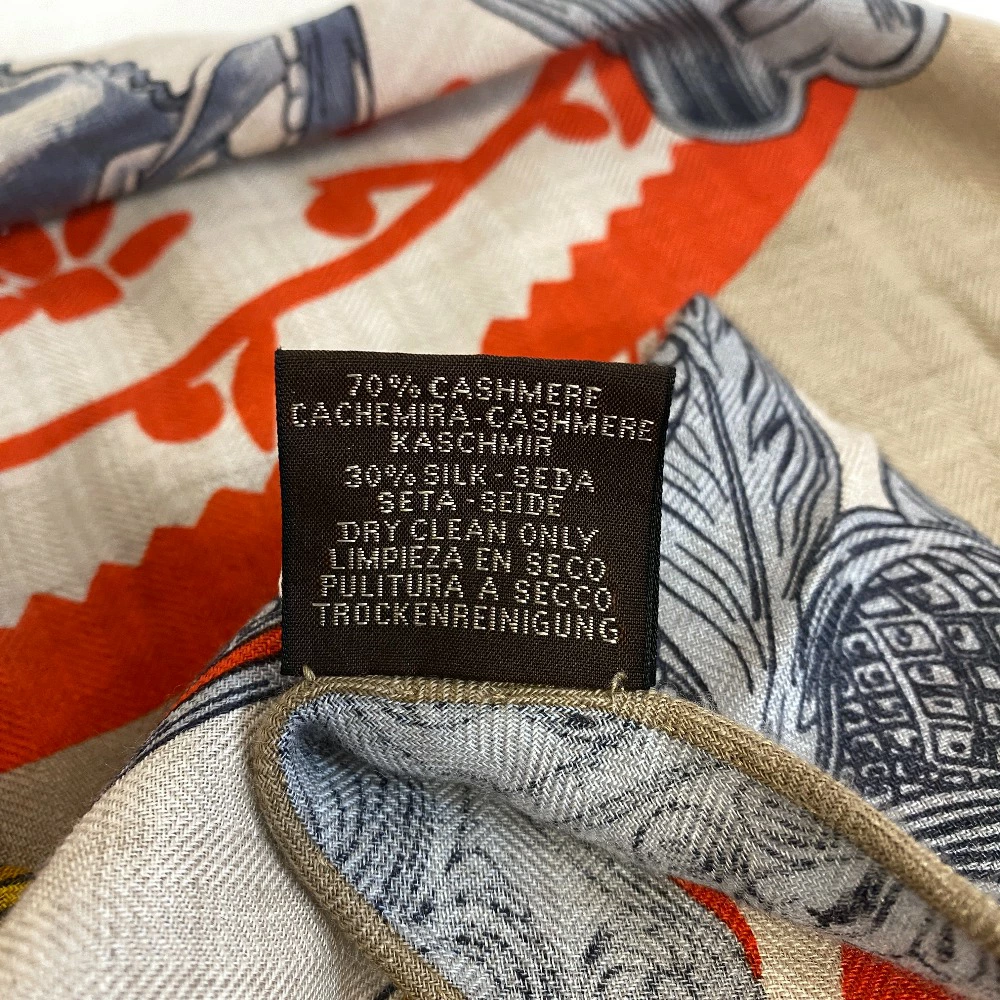 70% CASHMERE
CACHEMIRA-CASHMERE
KASCHMIR
30% SILK - SEDA
SETA - SEIDE
DRY CLEAN ONLY
LIMPIEZA EN SECO
PULITURA A SECCO
TROCKENREINIGUNG